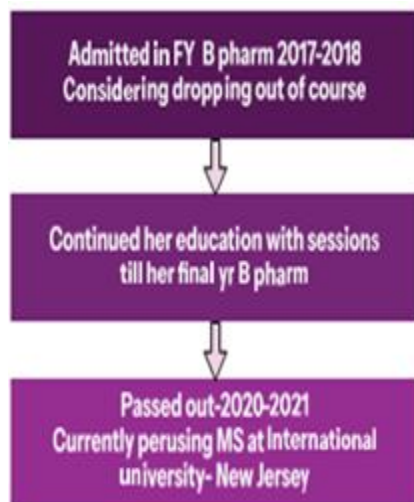 Admitted in FY B pharm 2017-2018
Considering dropping out of course
Continued her education with sessions
till her final yr B pharm
Passed out-2020-2021
Currently perusing MS at International
university- New Jersey